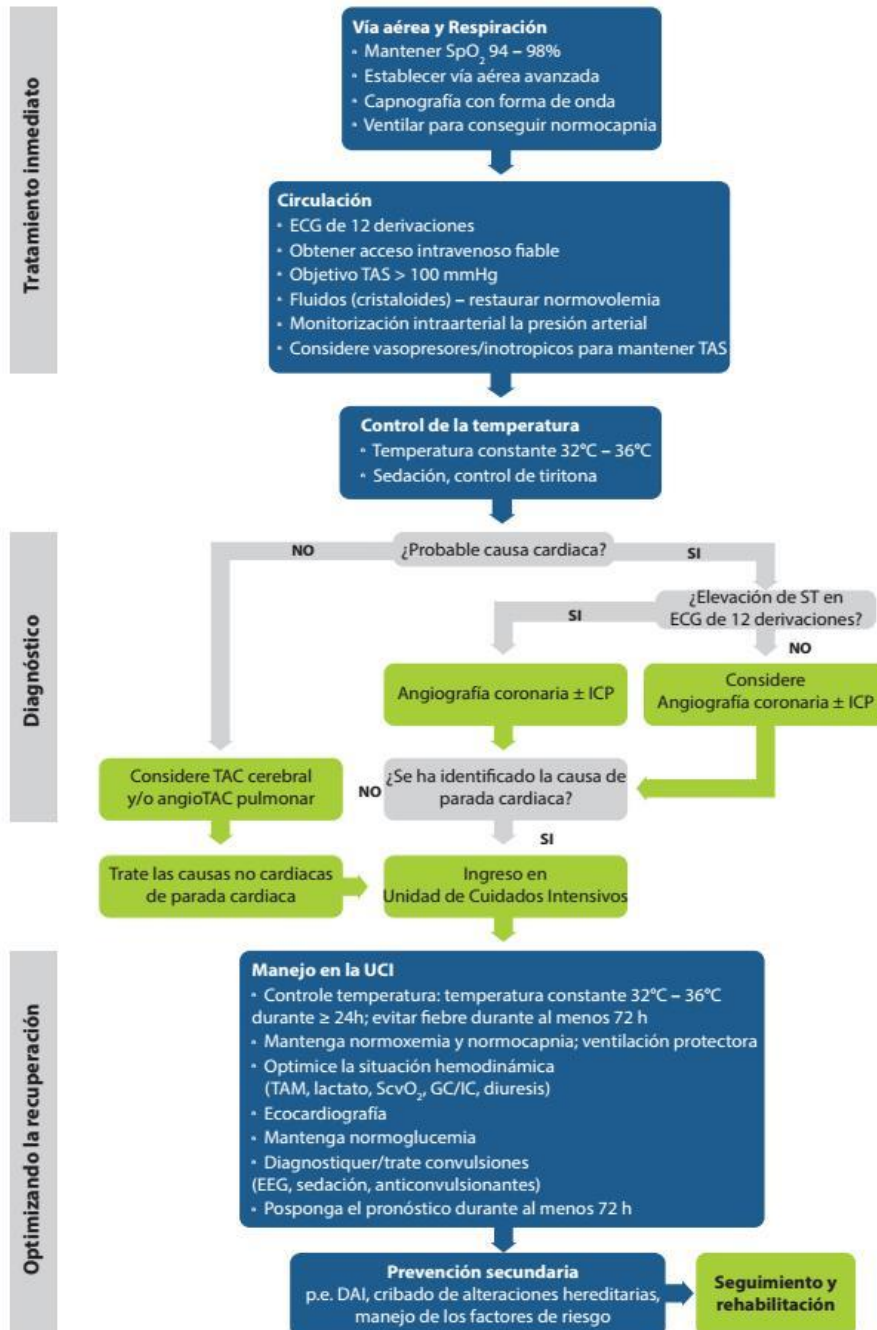 Tratamiento inmediato
Vía aérea y Respiración
• Mantener SpO₂ 94 – 98%
• Establecer vía aérea avanzada
• Capnografía con forma de onda
• Ventilar para conseguir normocapnia
Circulación
• ECG de 12 derivaciones
• Obtener acceso intravenoso fiable
• Objetivo TAS > 100 mmHg
• Fluidos (cristaloides) – restaurar normovolemia
• Monitorización intraarterial la presión arterial
• Considere vasopresores/inotropicos para mantener TAS
Control de la temperatura
• Temperatura constante 32°C – 36°C
• Sedación, control de tiritona
Diagnóstico
NO
¿Probable causa cardiaca?
SI
¿Elevación de ST en
ECG de 12 derivaciones?
SI
NO
Angiografía coronaria ± ICP
Considere
Angiografía coronaria ± ICP
Considere TAC cerebral
y/o angioTAC pulmonar
NO
¿Se ha identificado la causa de
parada cardiaca?
SI
Trate las causas no cardiacas
de parada cardiaca
Ingreso en
Unidad de Cuidados Intensivos
Optimizando la recuperación
Manejo en la UCI
• Controle temperatura: temperatura constante 32°C – 36°C
durante ≥ 24h; evitar fiebre durante al menos 72 h
• Mantenga normoxemia y normocapnia; ventilación protectora
• Optimice la situación hemodinámica
(TAM, lactato, ScvO₂, GC/IC, diuresis)
• Ecocardiografía
• Mantenga normoglucemia
• Diagnostiquer/trate convulsiones
(EEG, sedación, anticonvulsionantes)
• Posponga el pronóstico durante al menos 72 h
Prevención secundaria
p.e. DAI, cribado de alteraciones hereditarias,
manejo de los factores de riesgo
Seguimiento y
rehabilitación